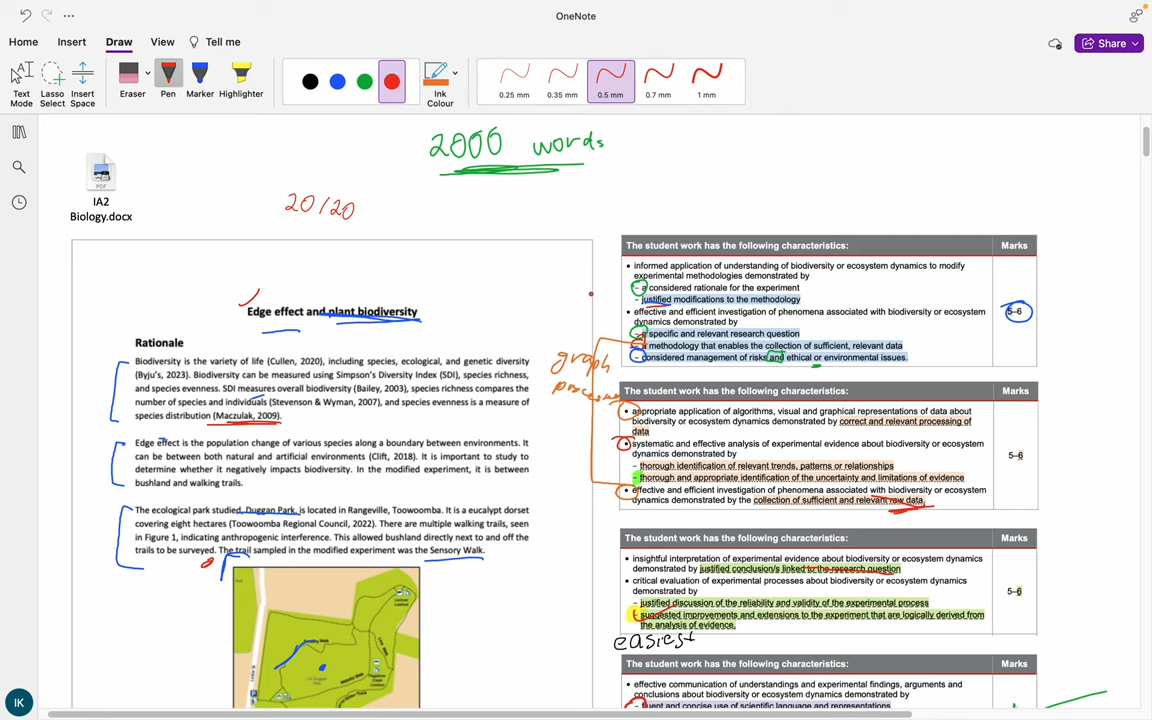 OneNote
Home Insert Draw View Tell me
Share
Text Mode
Lasso Select
Insert Space
Eraser
Pen
Marker
Highlighter
Ink Colour
0.25 mm
0.35 mm
0.5 mm
0.7 mm
1 mm
2000 words
PDF
IA2 Biology.docx
20/20
Edge effect and plant biodiversity
Rationale
Biodiversity is the variety of life (Cullen, 2020), including species, ecological, and genetic diversity
(Byju's, 2023). Biodiversity can be measured using Simpson's Diversity Index (SDI), species richness,
and species evenness. SDI measures overall biodiversity (Bailey, 2003), species richness compares the
number of species and individuals (Stevenson & Wyman, 2007), and species evenness is a measure of
species distribution (Maczulak, 2009).
Edge effect is the population change of various species along a boundary between environments. It
can be between both natural and artificial environments (Clift, 2018). It is important to study to
determine whether it negatively impacts biodiversity. In the modified experiment, it is between
bushland and walking trails.
The ecological park studied, Duggan Park, is located in Rangeville, Toowoomba. It is a eucalypt dorset
covering eight hectares (Toowoomba Regional Council, 2022). There are multiple walking trails, seen
in Figure 1, indicating anthropogenic interference. This allowed bushland directly next to and off the
trails to be surveyed. The trail sampled in the modified experiment was the Sensory Walk.
The student work has the following characteristics: Marks
• informed application of understanding of biodiversity or ecosystem dynamics to modify
experimental methodologies demonstrated by
- a considered rationale for the experiment
- justified modifications to the methodology
• effective and efficient investigation of phenomena associated with biodiversity or ecosystem
dynamics demonstrated by
- a specific and relevant research question
- a methodology that enables the collection of sufficient, relevant data
- considered management of risks and ethical or environmental issues.
5–6
graph
The student work has the following characteristics: Marks
• appropriate application of algorithms, visual and graphical representations of data about
biodiversity or ecosystem dynamics demonstrated by correct and relevant processing of
data
• systematic and effective analysis of experimental evidence about biodiversity or ecosystem
dynamics demonstrated by
- thorough identification of relevant trends, patterns or relationships
- thorough and appropriate identification of the uncertainty and limitations of evidence
• effective and efficient investigation of phenomena associated with biodiversity or ecosystem
dynamics demonstrated by the collection of sufficient and relevant raw data.
5–6
The student work has the following characteristics: Marks
• insightful interpretation of experimental evidence about biodiversity or ecosystem dynamics
demonstrated by justified conclusion/s linked to the research question
• critical evaluation of experimental processes about biodiversity or ecosystem dynamics
demonstrated by
- justified discussion of the reliability and validity of the experimental process
- suggested improvements and extensions to the experiment that are logically derived from
the analysis of evidence.
5–6
easiest
The student work has the following characteristics: Marks
• effective communication of understandings and experimental findings, arguments and
conclusions about biodiversity or ecosystem dynamics demonstrated by
- fluent and concise use of scientific language and representations
IK